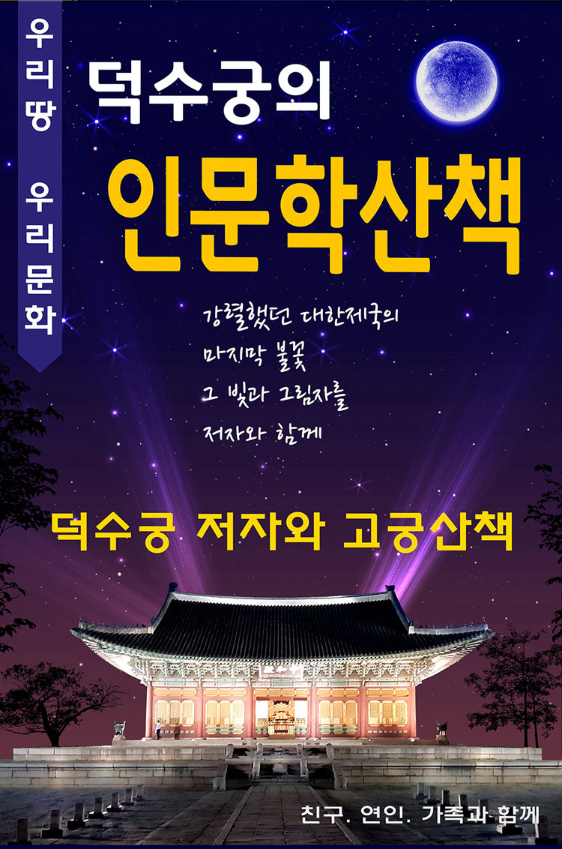 우리땅 우리문화
덕수궁의
인문학산책
강렬했던 대한제국의
마지막 불꽃
그 빛과 그림자를
저자와 함께
덕수궁 저자와 고궁산책
친구. 연인. 가족과 함께